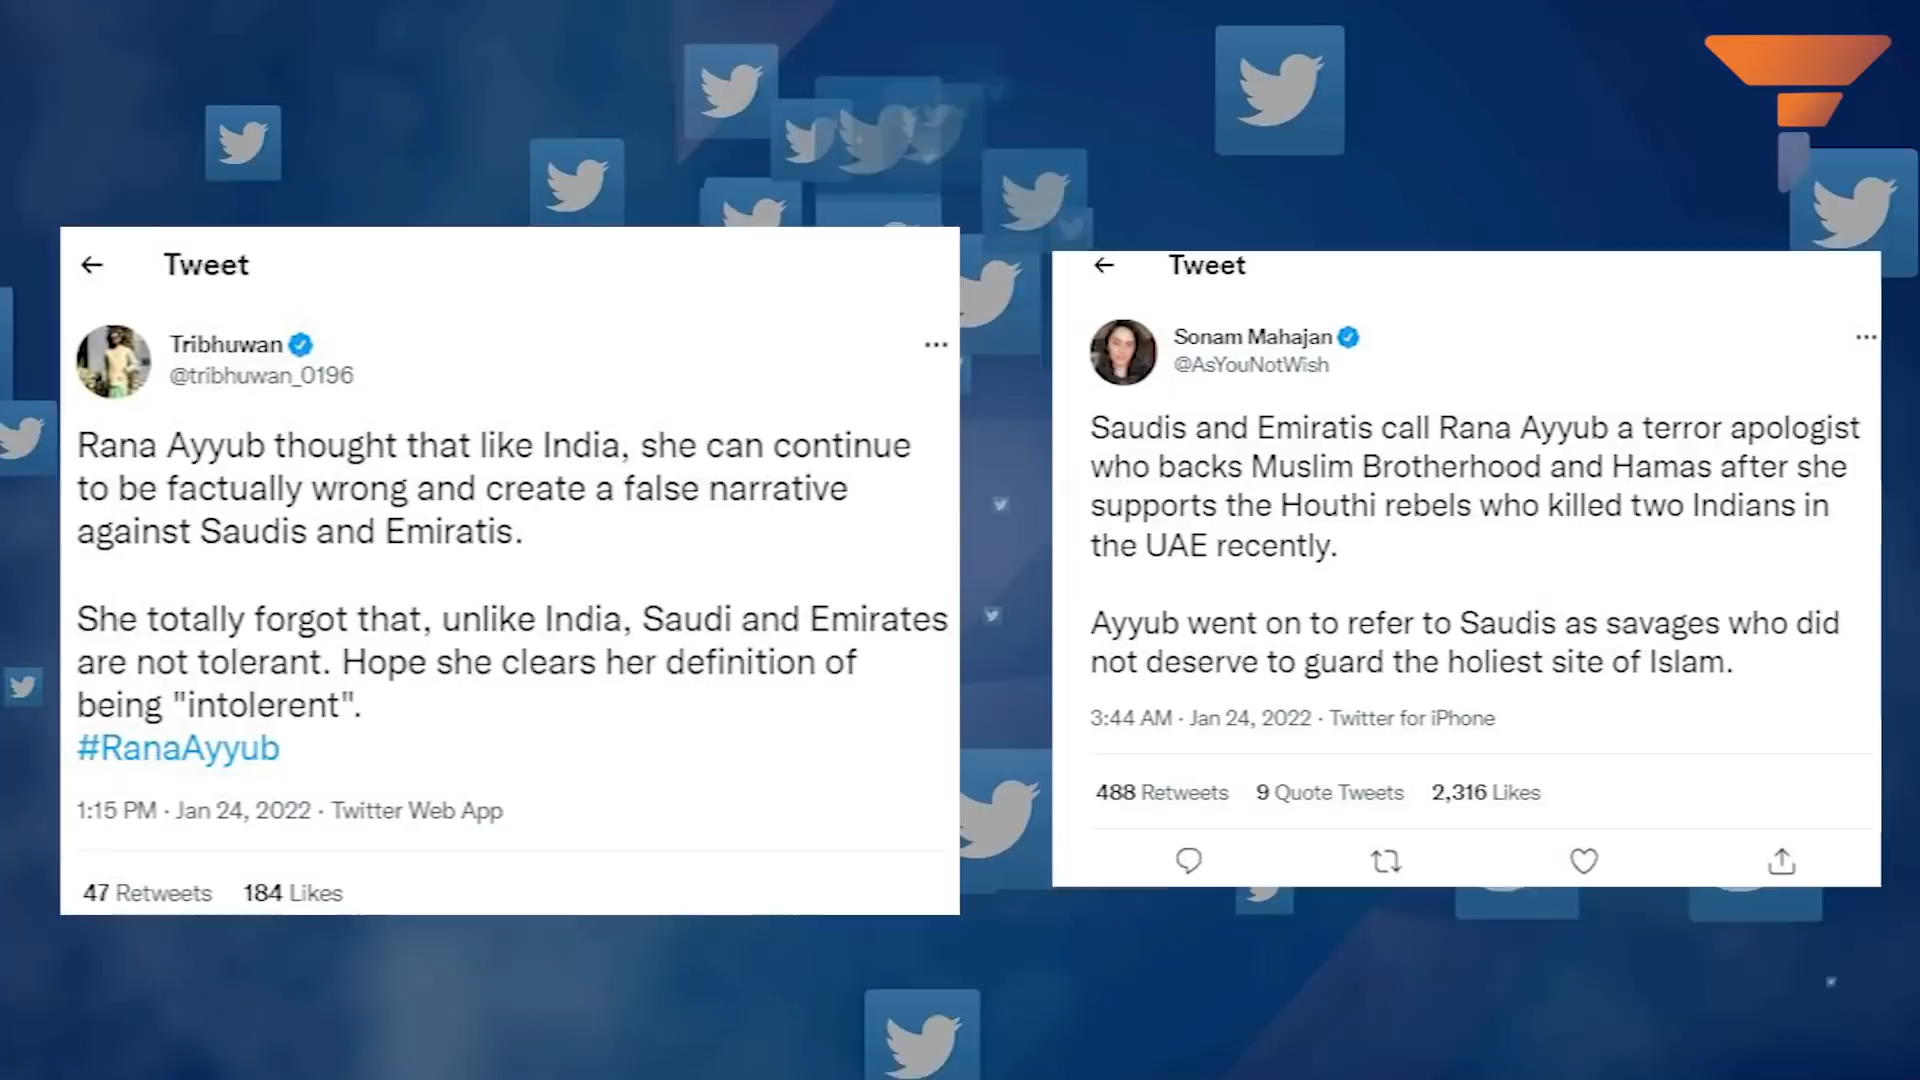 Tweet
Tribhuwan
@tribhuwan_0196
Rana Ayyub thought that like India, she can continue
to be factually wrong and create a false narrative
against Saudis and Emiratis.
She totally forgot that, unlike India, Saudi and Emirates
are not tolerant. Hope she clears her definition of
being "intolerent".
#RanaAyyub
1:15 PM · Jan 24, 2022 · Twitter Web App
47 Retweets 184 Likes
Tweet
Sonam Mahajan
@AsYouNotWish
Saudis and Emiratis call Rana Ayyub a terror apologist
who backs Muslim Brotherhood and Hamas after she
supports the Houthi rebels who killed two Indians in
the UAE recently.
Ayyub went on to refer to Saudis as savages who did
not deserve to guard the holiest site of Islam.
3:44 AM · Jan 24, 2022 · Twitter for iPhone
488 Retweets 9 Quote Tweets 2,316 Likes